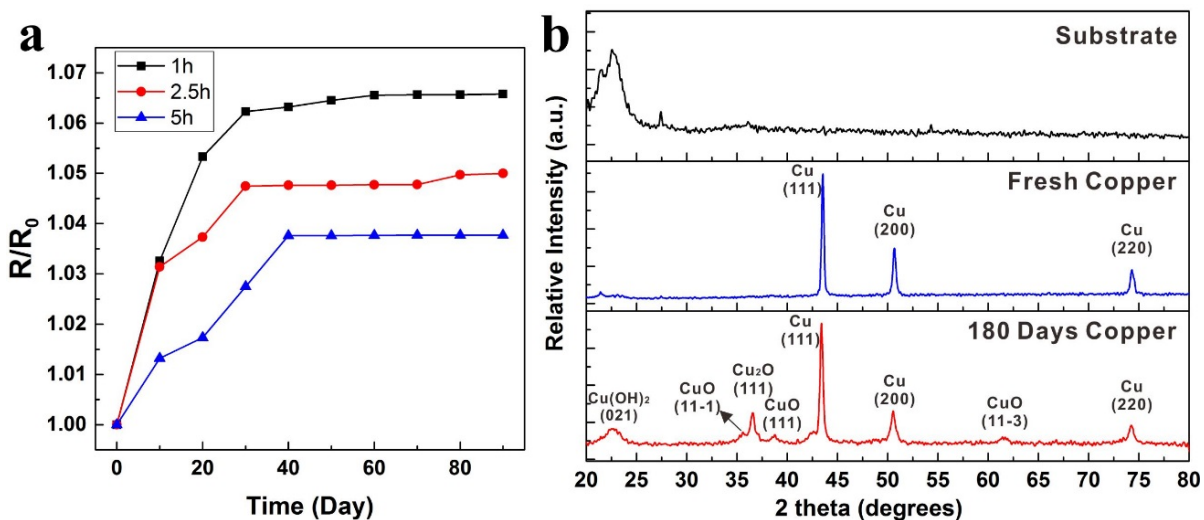 a
1h
2.5h
5h
1.07
1.06
1.05
1.04
1.03
1.02
1.01
1.00
R/R₀
0 20 40 60 80
Time (Day)
b
Substrate
Fresh Copper
Cu
(111)
Cu
(200)
Cu
(220)
180 Days Copper
Cu
(111)
Cu(OH)₂
(021)
CuO
(11-1)
Cu₂O
(111)
CuO
(111)
Cu
(200)
CuO
(11-3)
Cu
(220)
Relative Intensity (a.u.)
20 25 30 35 40 45 50 55 60 65 70 75 80
2 theta (degrees)